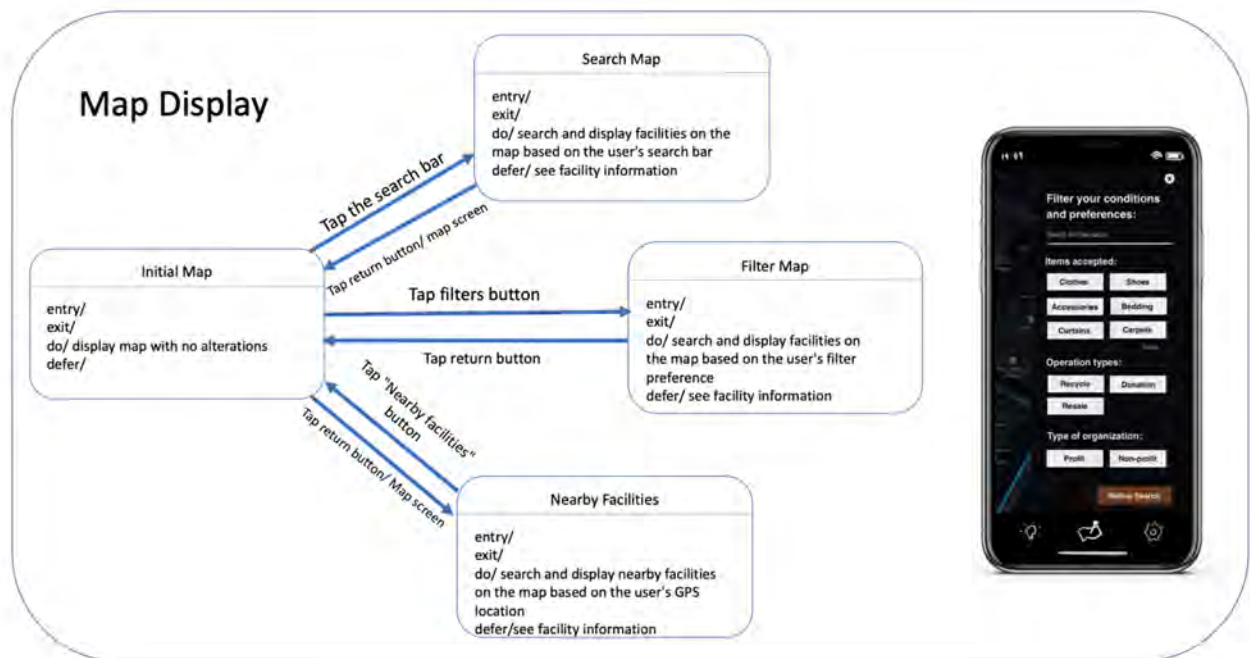 Map Display
Search Map
entry/
exit/
do/ search and display facilities on the
map based on the user's search bar
defer/ see facility information
Tap the search bar
Tap return button/ map screen
Initial Map
entry/
exit/
do/ display map with no alterations
defer/
Tap filters button
Tap return button
Filter Map
entry/
exit/
do/ search and display facilities on
the map based on the user's filter
preference
defer/ see facility information
Tap "Nearby facilities"
button
Tap return button/ Map screen
Nearby Facilities
entry/
exit/
do/ search and display nearby facilities
on the map based on the user's GPS
location
defer/see facility information
Filter your conditions
and preferences:
Items accepted:
Clothes Shoes
Accessories Bedding
Curtains Carpets
Operation types:
Recycle Donation
Resale
Type of organization:
Profit Non-profit
Refine Search